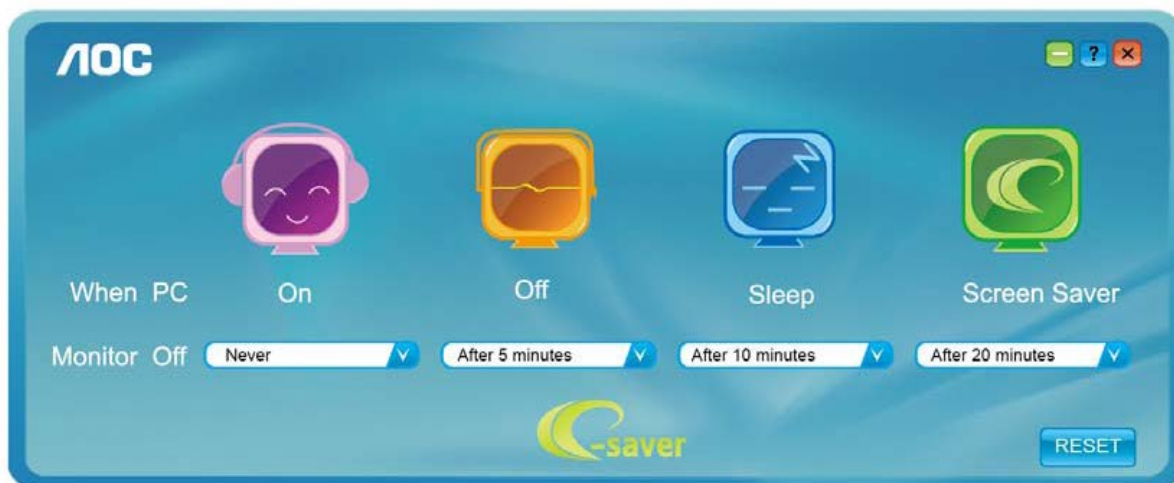 AOC
?
When PC On Off Sleep Screen Saver
Monitor Off Never After 5 minutes After 10 minutes After 20 minutes
e-saver
RESET